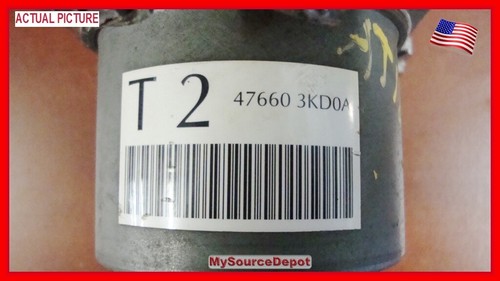 ACTUAL PICTURE
T 2 47660 3KD0A
MySourceDepot